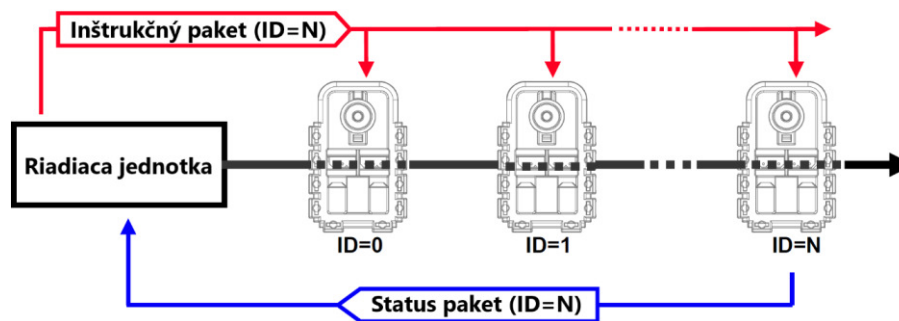 Inštrukčný paket (ID=N)
Riadiaca jednotka
ID=0
ID=1
ID=N
Status paket (ID=N)